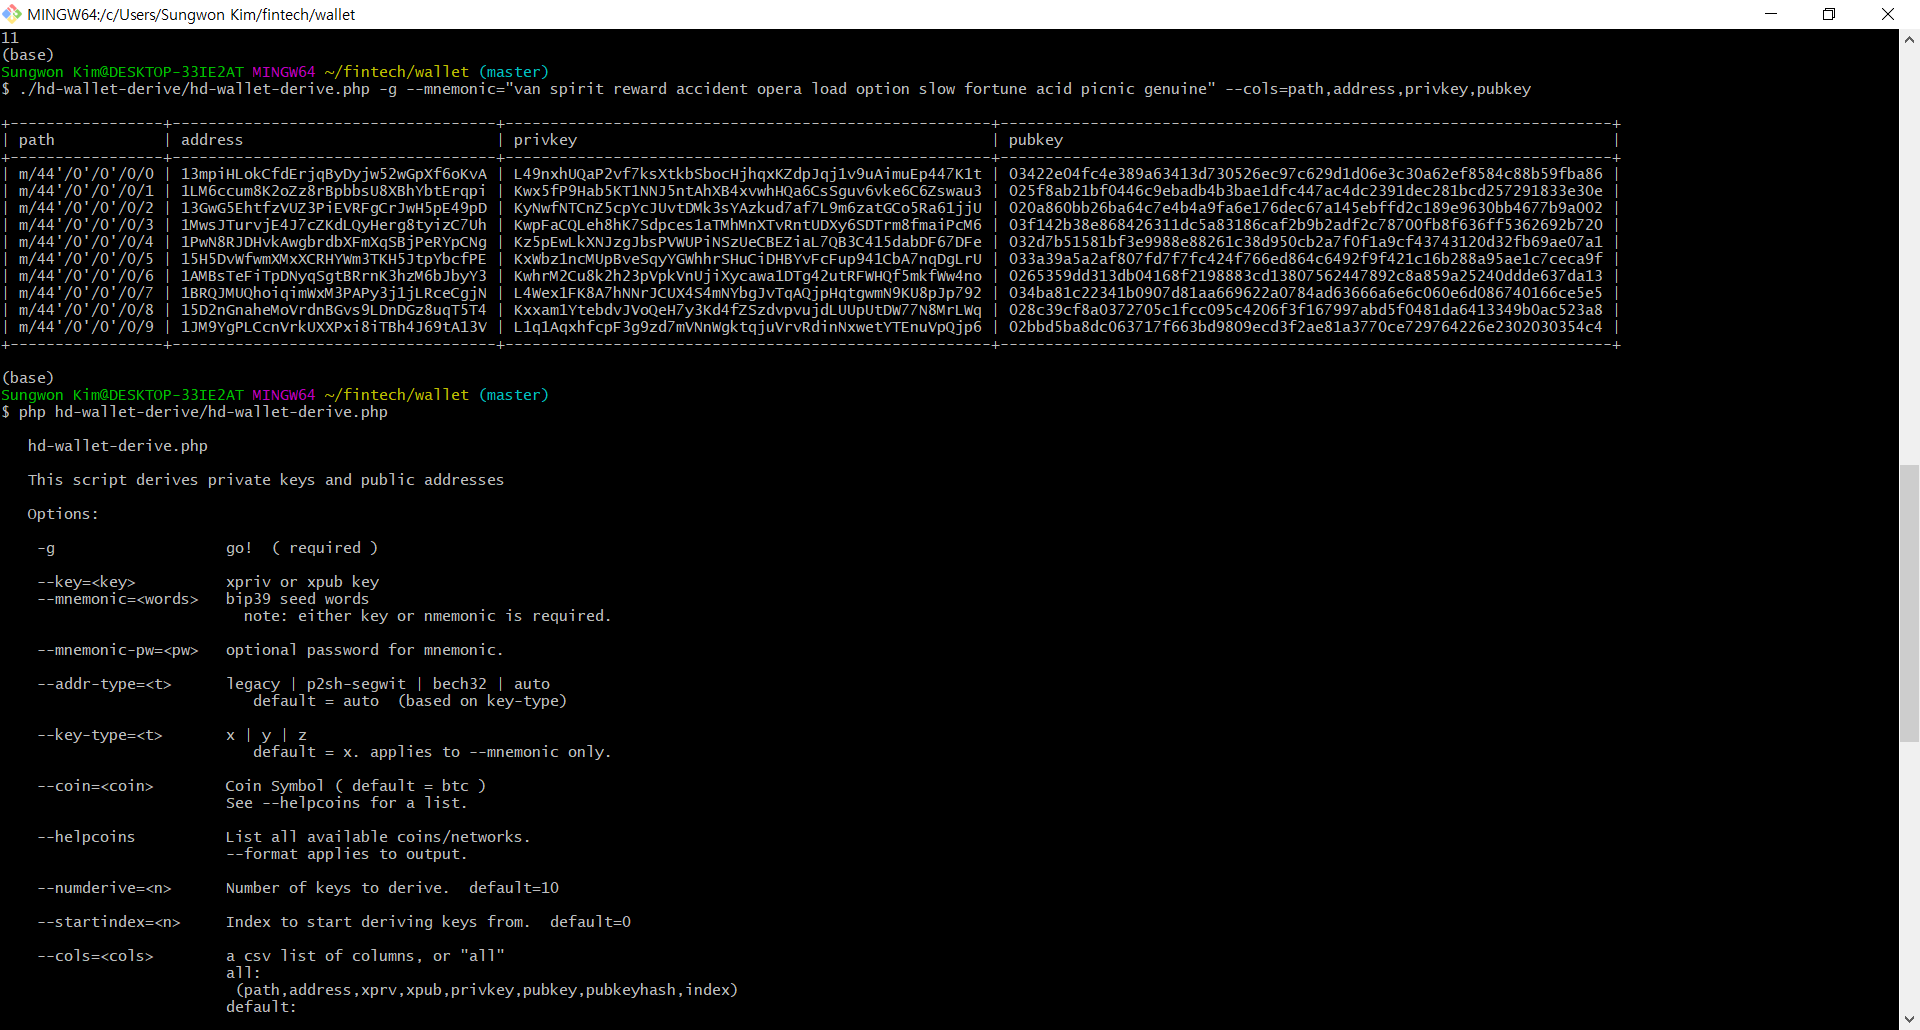 MINGW64:/c/Users/Sungwon Kim/fintech/wallet
11
(base)
Sungwon Kim@DESKTOP-33IE2AT MINGW64 ~/fintech/wallet (master)
$ ./hd-wallet-derive/hd-wallet-derive.php -g --mnemonic="van spirit reward accident opera load option slow fortune acid picnic genuine" --cols=path,address,privkey,pubkey
| path | address | privkey | pubkey |
| m/44'/0'/0'/0/0 | 13mpiHLokCfdErjqByDyjw52wGpXf6oKvA | L49nxhUQaP2vf7ksXtkbSbocHjhqxKZdpJqj1v9uAimuEp447K1t | 03422e04fc4e389a63413d730526ec97c629d1d06e3c30a62ef8584c88b59fba86 |
| m/44'/0'/0'/0/1 | 1LM6ccum8K2oZz8rBpbbsU8XBhYbtErqpi | Kwx5fP9Hab5KT1NNJ5ntAhXB4xvwhHQa6CsSguv6vke6C6Zswau3 | 025f8ab21bf0446c9ebadb4b3bae1dfc447ac4dc2391dec281bcd257291833e30e |
| m/44'/0'/0'/0/2 | 13GwG5EhtfzVUZ3PiEVRFgCrJwH5pE49pD | KyNwfNTCnZ5cpYcJUvtDMk3sYAzkud7af7L9m6zatGCo5Ra61jjU | 020a860bb26ba64c7e4b4a9fa6e176dec67a145ebffd2c189e9630bb4677b9a002 |
| m/44'/0'/0'/0/3 | 1MwsJTurvjE4J7cZKdLQyHerg8tyizC7Uh | KwpFaCQLeh8hK7Sdpces1aTMhMnXTvRntUDXy6SDTrm8fmaiPcM6 | 03f142b38e868426311dc5a83186caf2b9b2adf2c78700fb8f636ff5362692b720 |
| m/44'/0'/0'/0/4 | 1PwN8RJDHvkAwgbrdbXFmXqSBjPeRYpCNg | Kz5pEwLkXNJzgJbsPVWUPiNSzUeCBEZiaL7QB3C415dabDF67DFe | 032d7b51581bf3e9988e88261c38d950cb2a7f0f1a9cf43743120d32fb69ae07a1 |
| m/44'/0'/0'/0/5 | 15H5DvWfwmXMxXCRHYWm3TKH5JtpYbcfPE | KxWbz1ncMUpBveSqyYGWhhrSHuCiDHBYvFcFup941CbA7nqDgLrU | 033a39a5a2af807fd7f7fc424f766ed864c6492f9f421c16b288a95ae1c7ceca9f |
| m/44'/0'/0'/0/6 | 1AMBsTeFiTpDNyqSgtBRrnK3hzM6bJbyY3 | KwhrM2Cu8k2h23pVpkVnUjiXycawa1DTg42utRFWHQf5mkfWw4no | 0265359dd313db04168f2198883cd13807562447892c8a859a25240ddde637da13 |
| m/44'/0'/0'/0/7 | 1BRQJMUQhoiqimWxM3PAPy3j1jLRceCgjN | L4Wex1FK8A7hNNrJCUX4S4mNYbgJvTqAQjpHqtgwmN9KU8pJp792 | 034ba81c22341b0907d81aa669622a0784ad63666a6e6c060e6d086740166ce5e5 |
| m/44'/0'/0'/0/8 | 15D2nGnaheMoVrdnBGvs9LDnDGz8uqT5T4 | Kxxam1YtebdvJVoQeH7y3Kd4fZSzdvpvujdLUUpUtDW77N8MrLWq | 028c39cf8a0372705c1fcc095c4206f3f167997abd5f0481da6413349b0ac523a8 |
| m/44'/0'/0'/0/9 | 1JM9YgPLCcnVrkUXXPxi8iTBh4J69tA13V | L1q1Aqxhfcpf3g9zd7mVNnWgktqjuVrvRdinNxwetYTEnuVpQjp6 | 02bbd5ba8dc063717f663bd9809ecd3f2ae81a3770ce729764226e2302030354c4 |
(base)
Sungwon Kim@DESKTOP-33IE2AT MINGW64 ~/fintech/wallet (master)
$ php hd-wallet-derive/hd-wallet-derive.php
hd-wallet-derive.php
This script derives private keys and public addresses
Options:
-g go! ( required )
--key=<key> xpriv or xpub key
--mnemonic=<words> bip39 seed words
note: either key or nmemonic is required.
--mnemonic-pw=<pw> optional password for mnemonic.
--addr-type=<t> legacy | p2sh-segwit | bech32 | auto
default = auto (based on key-type)
--key-type=<t> x | y | z
default = x. applies to --mnemonic only.
--coin=<coin> Coin Symbol ( default = btc )
See --helpcoins for a list.
--helpcoins List all available coins/networks.
--format applies to output.
--numderive=<n> Number of keys to derive. default=10
--startindex=<n> Index to start deriving keys from. default=0
--cols=<cols> a csv list of columns, or "all"
all:
(path,address,xprv,xpub,privkey,pubkey,pubkeyhash,index)
default: